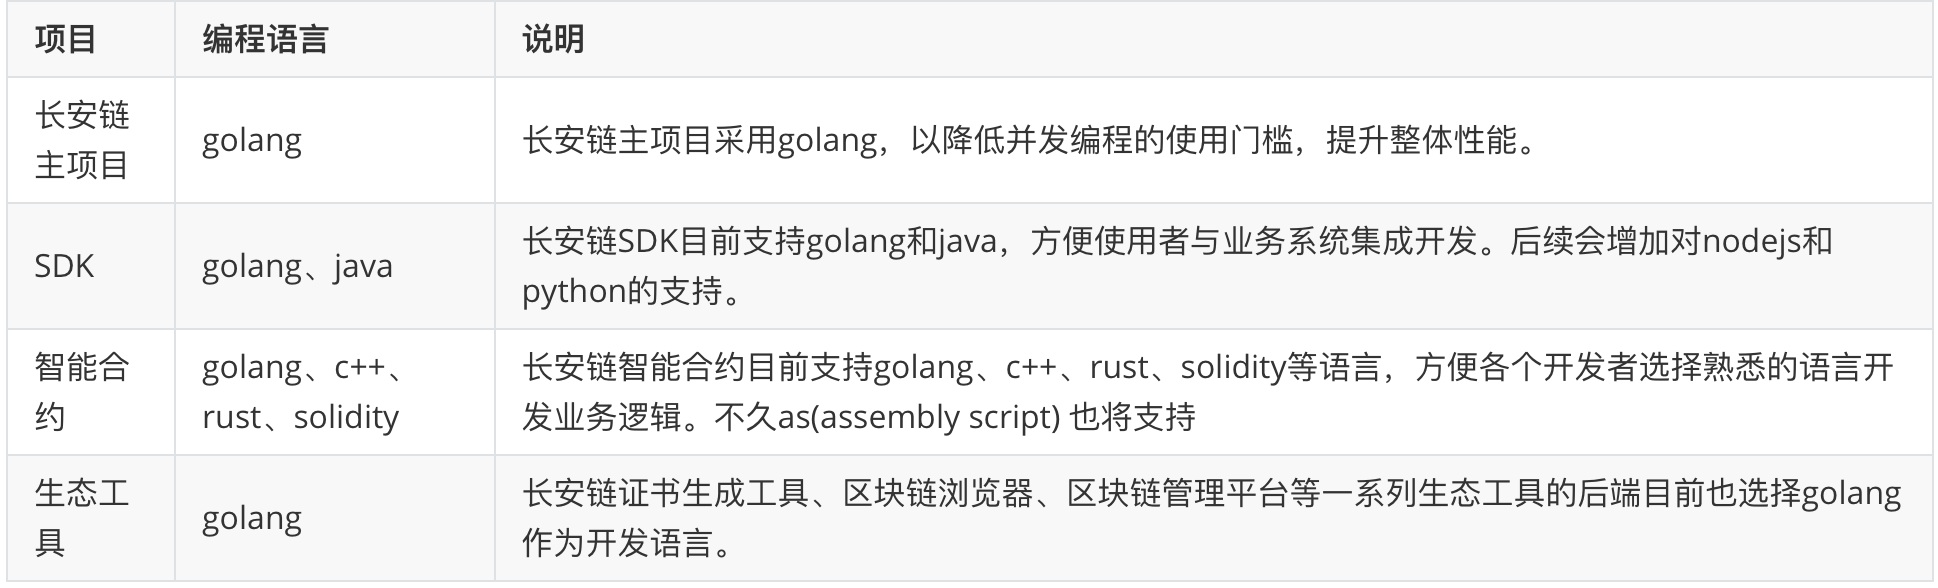 项目
编程语言
说明
长安链
主项目
golang
长安链主项目采用golang，以降低并发编程的使用门槛，提升整体性能。
SDK
golang、java
长安链SDK目前支持golang和java，方便使用者与业务系统集成开发。后续会增加对nodejs和
python的支持。
智能合
约
golang、c++、
rust、solidity
长安链智能合约目前支持golang、c++、rust、solidity等语言，方便各个开发者选择熟悉的语言开
发业务逻辑。不久as(assembly script) 也将支持
生态工
具
golang
长安链证书生成工具、区块链浏览器、区块链管理平台等一系列生态工具的后端目前也选择golang
作为开发语言。